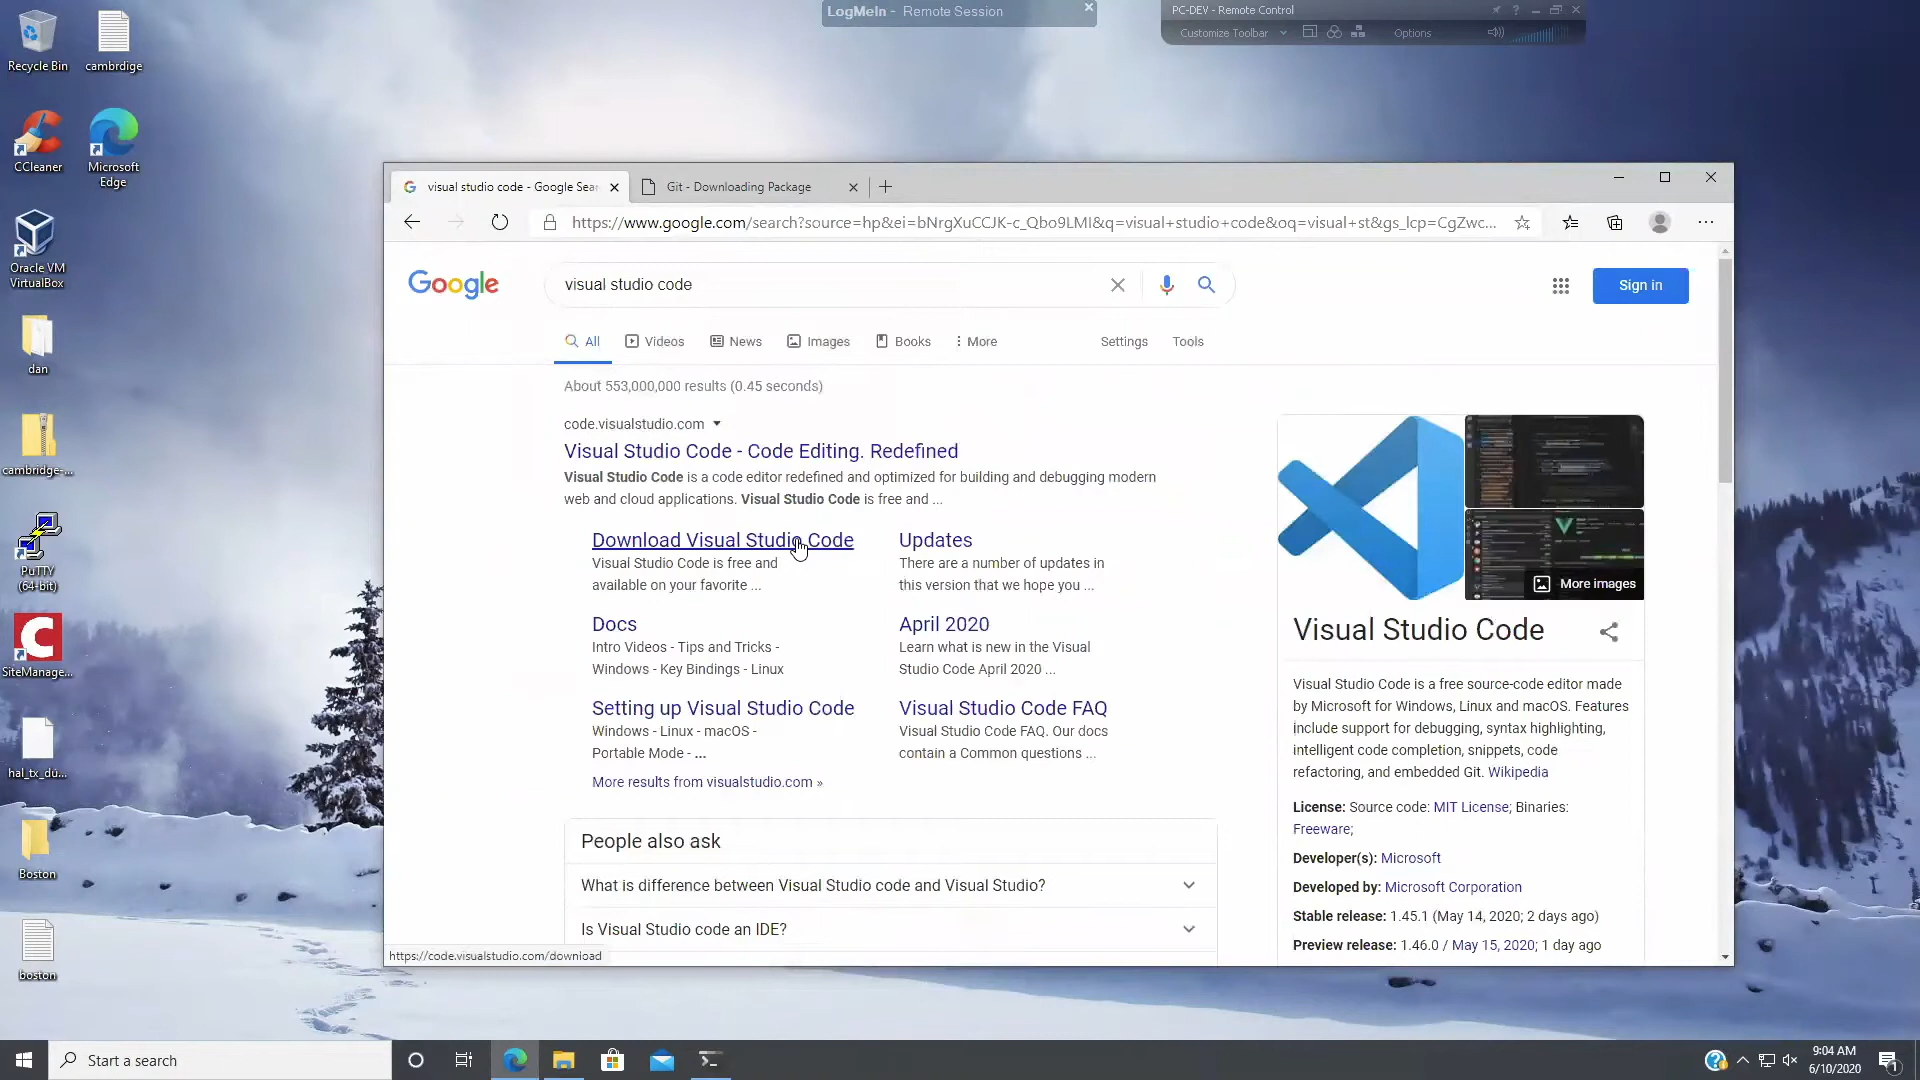 LogMeIn - Remote Session
PC-DEV - Remote Control
Customize Toolbar
Options
Recycle Bin
cambrdige
CCleaner
Microsoft
Edge
Oracle VM
VirtualBox
dan
cambridge-...
PuTTY
(64-bit)
SiteManage...
hal_tx_du...
Boston
boston
visual studio code - Google Sear
Git - Downloading Package
https://www.google.com/search?source=hp&ei=bNrgXuCCJK-c_Qbo9LMI&q=visual+studio+code&oq=visual+st&gs_lcp=CgZwc...
Google
visual studio code
Sign in
All
Videos
News
Images
Books
More
Settings
Tools
About 553,000,000 results (0.45 seconds)
code.visualstudio.com
Visual Studio Code - Code Editing. Redefined
Visual Studio Code is a code editor redefined and optimized for building and debugging modern
web and cloud applications. Visual Studio Code is free and ...
Download Visual Studio Code
Visual Studio Code is free and
available on your favorite ...
Updates
There are a number of updates in
this version that we hope you ...
Docs
Intro Videos - Tips and Tricks -
Windows - Key Bindings - Linux
April 2020
Learn what is new in the Visual
Studio Code April 2020 ...
Setting up Visual Studio Code
Windows - Linux - macOS -
Portable Mode - ...
Visual Studio Code FAQ
Visual Studio Code FAQ. Our docs
contain a Common questions ...
More results from visualstudio.com »
People also ask
What is difference between Visual Studio code and Visual Studio?
Is Visual Studio code an IDE?
More images
Visual Studio Code
Visual Studio Code is a free source-code editor made
by Microsoft for Windows, Linux and macOS. Features
include support for debugging, syntax highlighting,
intelligent code completion, snippets, code
refactoring, and embedded Git. Wikipedia
License: Source code: MIT License; Binaries:
Freeware;
Developer(s): Microsoft
Developed by: Microsoft Corporation
Stable release: 1.45.1 (May 14, 2020; 2 days ago)
Preview release: 1.46.0 / May 15, 2020; 1 day ago
https://code.visualstudio.com/download
Start a search
9:04 AM
6/10/2020
1